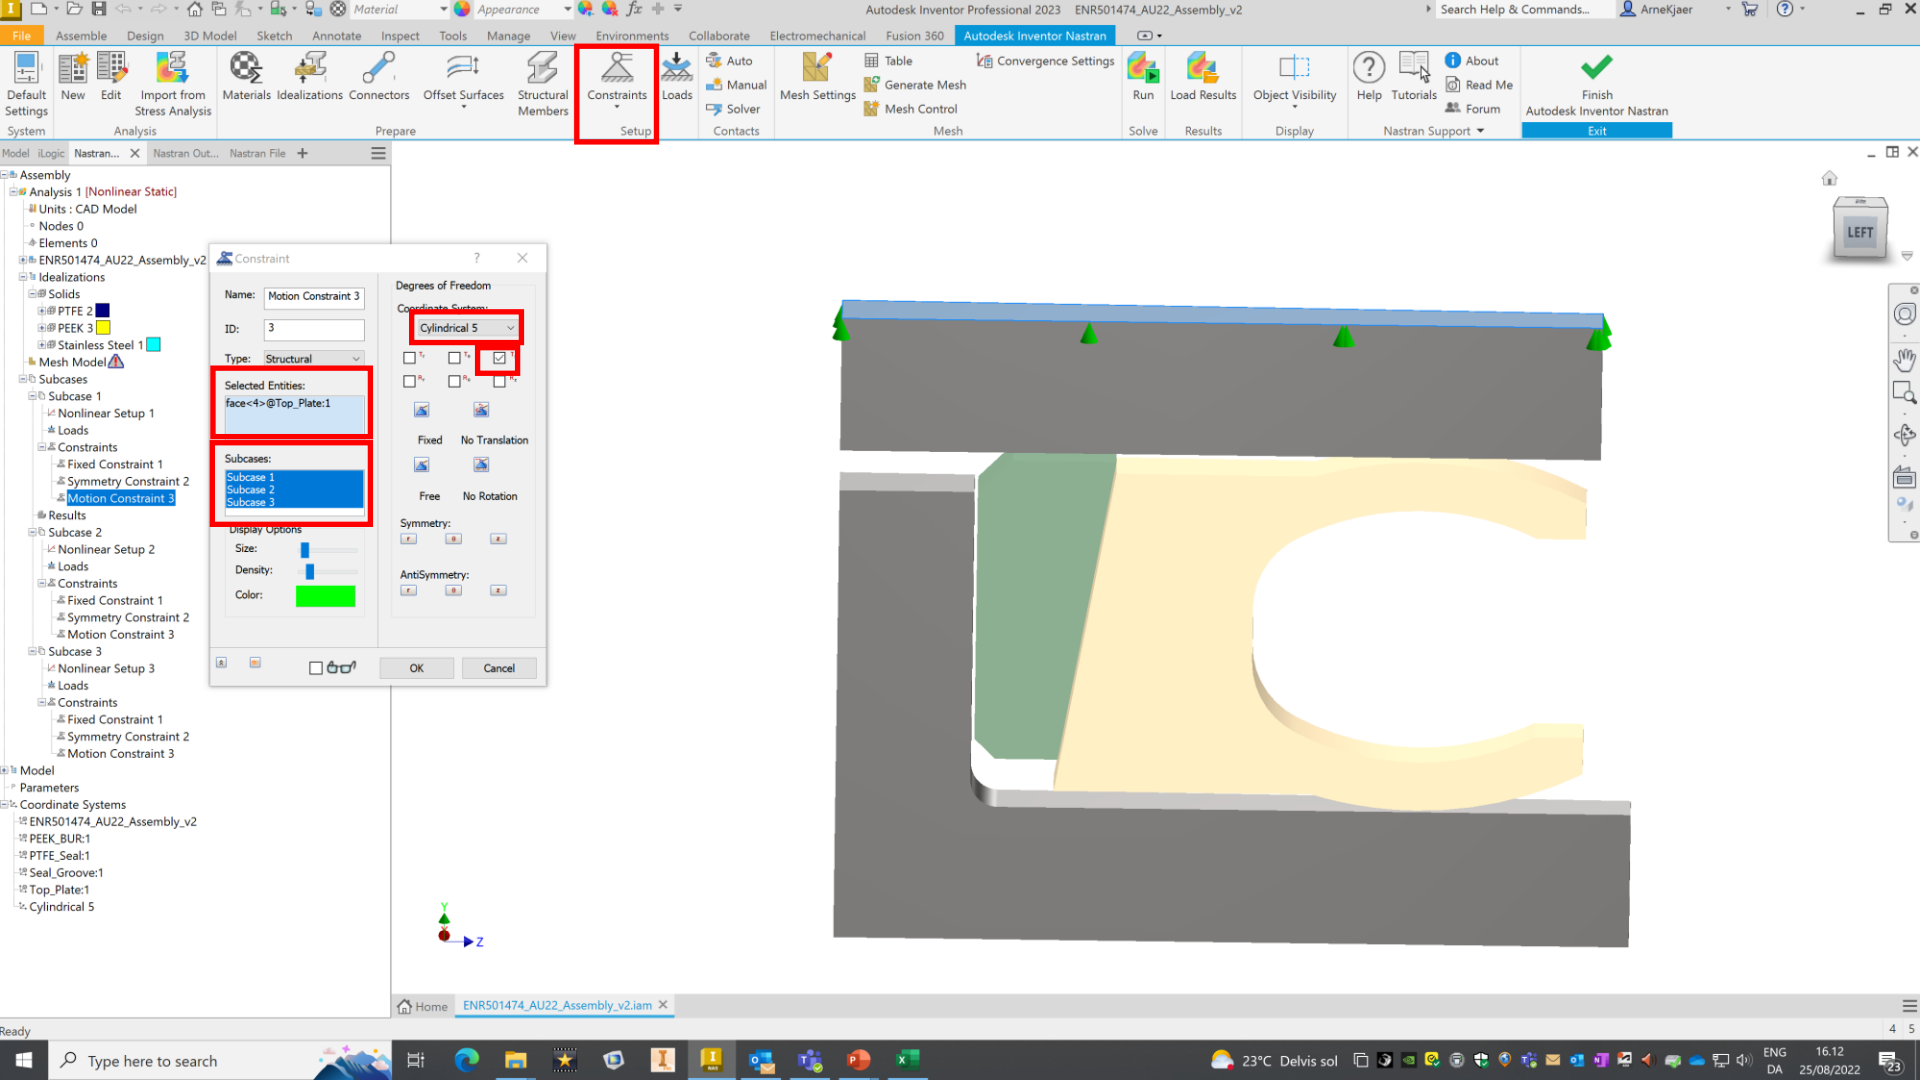 Material
Appearance
fx
Autodesk Inventor Professional 2023 ENR501474_AU22_Assembly_v2
Search Help & Commands...
ArneKjaer
File Assemble Design 3D Model Sketch Annotate Inspect Tools Manage View Environments Collaborate Electromechanical Fusion 360 Autodesk Inventor Nastran
Default Settings
New
Edit
Import from Stress Analysis
Materials
Idealizations
Connectors
Offset Surfaces
Structural Members
Constraints
Loads
Auto
Manual
Solver
Mesh Settings
Table
Generate Mesh
Mesh Control
Convergence Settings
Run
Load Results
Object Visibility
Help
Tutorials
About
Read Me
Forum
Finish
Autodesk Inventor Nastran
System Analysis Prepare Setup Contacts Mesh Solve Results Display Nastran Support Exit
Model iLogic Nastran... Nastran Out... Nastran File
Assembly
Analysis 1 [Nonlinear Static]
Units : CAD Model
Nodes 0
Elements 0
ENR501474_AU22_Assembly_v2
Idealizations
Solids
PTFE 2
PEEK 3
Stainless Steel 1
Mesh Model
Subcases
Subcase 1
Nonlinear Setup 1
Loads
Constraints
Fixed Constraint 1
Symmetry Constraint 2
Motion Constraint 3
Results
Subcase 2
Nonlinear Setup 2
Loads
Constraints
Fixed Constraint 1
Symmetry Constraint 2
Motion Constraint 3
Subcase 3
Nonlinear Setup 3
Loads
Constraints
Fixed Constraint 1
Symmetry Constraint 2
Motion Constraint 3
Model
Parameters
Coordinate Systems
ENR501474_AU22_Assembly_v2
PEEK_BUR:1
PTFE_Seal:1
Seal_Groove:1
Top_Plate:1
Cylindrical 5
Constraint
Name: Motion Constraint 3
ID: 3
Type: Structural
Selected Entities:
face<4>@Top_Plate:1
Subcases:
Subcase 1
Subcase 2
Subcase 3
Display Options
Size:
Density:
Color:
Degrees of Freedom
Coordinate System:
Cylindrical 5
Fixed No Translation
Free No Rotation
Symmetry:
AntiSymmetry:
OK Cancel
LEFT
Y
Z
Home ENR501474_AU22_Assembly_v2.iam
Ready
4 5
Type here to search
23°C Delvis sol
ENG
DA
16.12
25/08/2022
23